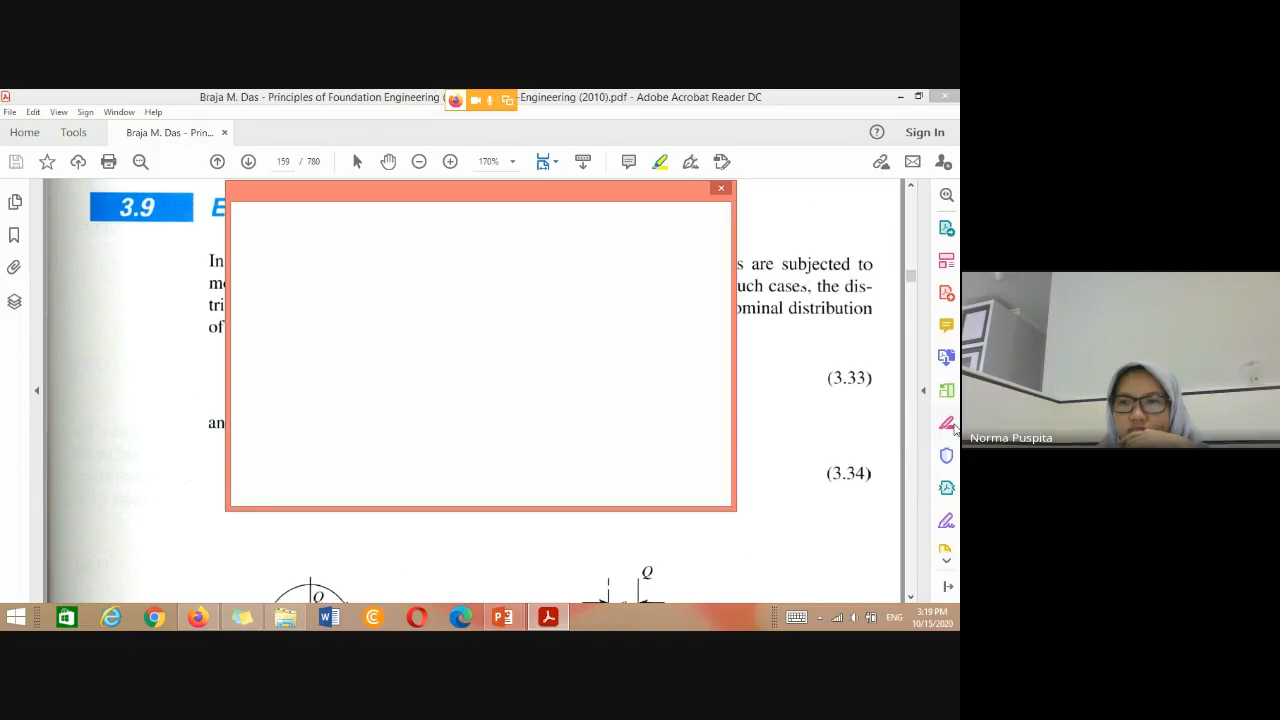 Braja M. Das - Principles of Foundation Engineering (
-Engineering (2010).pdf - Adobe Acrobat Reader DC
File Edit View Sign Window Help
Home Tools Braja M. Das - Prin... × Sign In
159 / 780 170%
3.9 E
In s are subjected to
mo uch cases, the dis-
tri ominal distribution
of
(3.33)
an
(3.34)
Q
Q
Norma Puspita
ENG
3:19 PM
10/15/2020